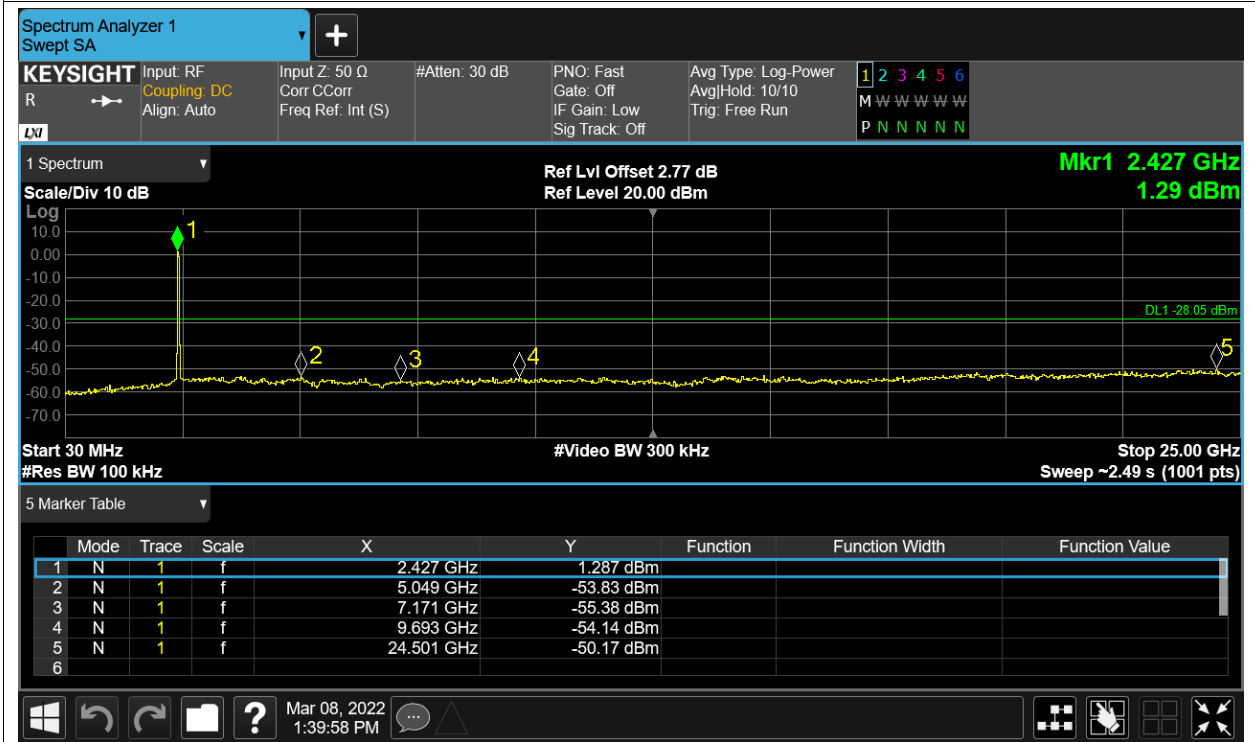 Spectrum Analyzer 1
Swept SA
+
KEYSIGHT Input: RF Input Z: 50 Ω #Atten: 30 dB PNO: Fast Avg Type: Log-Power 1 2 3 4 5 6
R Coupling: DC Corr CCorr Gate: Off Avg|Hold: 10/10 M W W W W W
Align: Auto Freq Ref: Int (S) IF Gain: Low Trig: Free Run
LXI Sig Track: Off P N N N N N
1 Spectrum Ref Lvl Offset 2.77 dB Mkr1 2.427 GHz
Scale/Div 10 dB Ref Level 20.00 dBm 1.29 dBm
Log
10.0 1
0.00
-10.0
-20.0
DL1 -28.05 dBm
-30.0
-40.0
2 3 4 5
-50.0
-60.0
-70.0
Start 30 MHz #Video BW 300 kHz Stop 25.00 GHz
#Res BW 100 kHz Sweep ~2.49 s (1001 pts)
5 Marker Table
Mode Trace Scale X Y Function Function Width Function Value
1 N 1 f 2.427 GHz 1.287 dBm
2 N 1 f 5.049 GHz -53.83 dBm
3 N 1 f 7.171 GHz -55.38 dBm
4 N 1 f 9.693 GHz -54.14 dBm
5 N 1 f 24.501 GHz -50.17 dBm
6
? Mar 08, 2022
1:39:58 PM